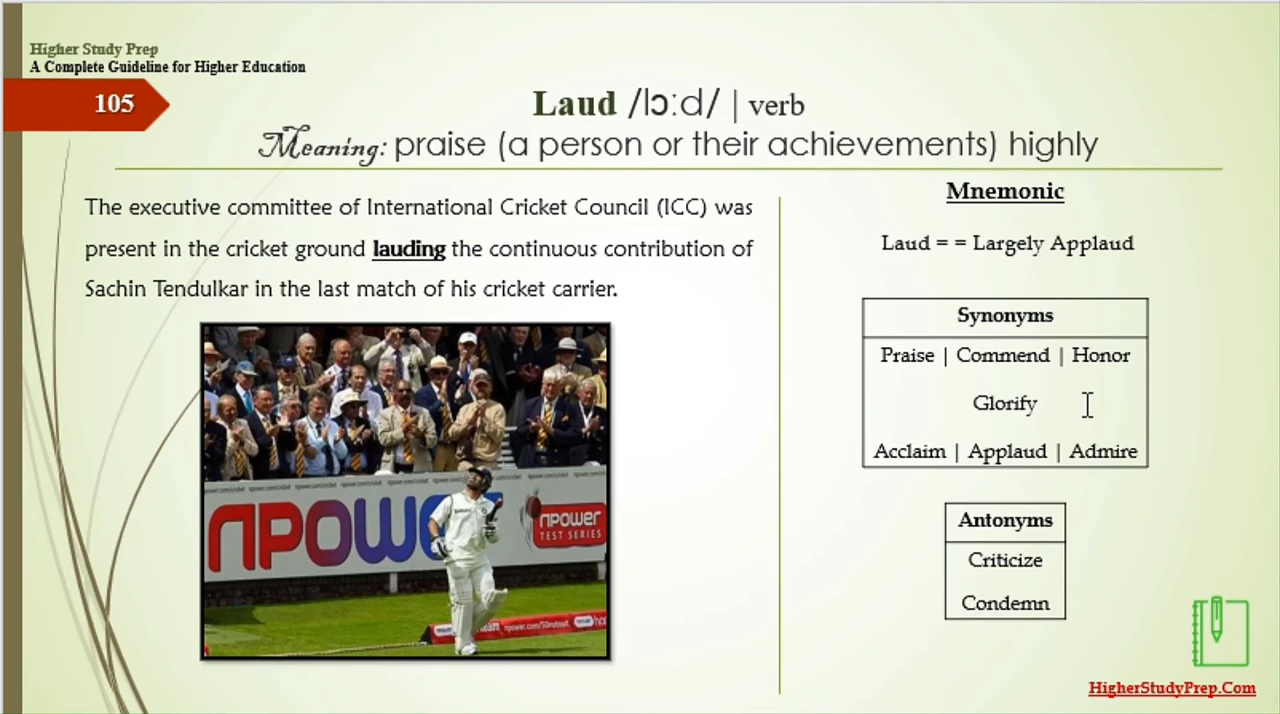 Higher Study Prep
A Complete Guideline for Higher Education
105
Laud /lɔːd/ | verb
Meaning: praise (a person or their achievements) highly
The executive committee of International Cricket Council (ICC) was
present in the cricket ground lauding the continuous contribution of
Sachin Tendulkar in the last match of his cricket carrier.
npower
TEST SERIES
Mnemonic
Laud = = Largely Applaud
Synonyms
Praise | Commend | Honor
Glorify
Acclaim | Applaud | Admire
Antonyms
Criticize
Condemn
HigherStudyPrep.Com